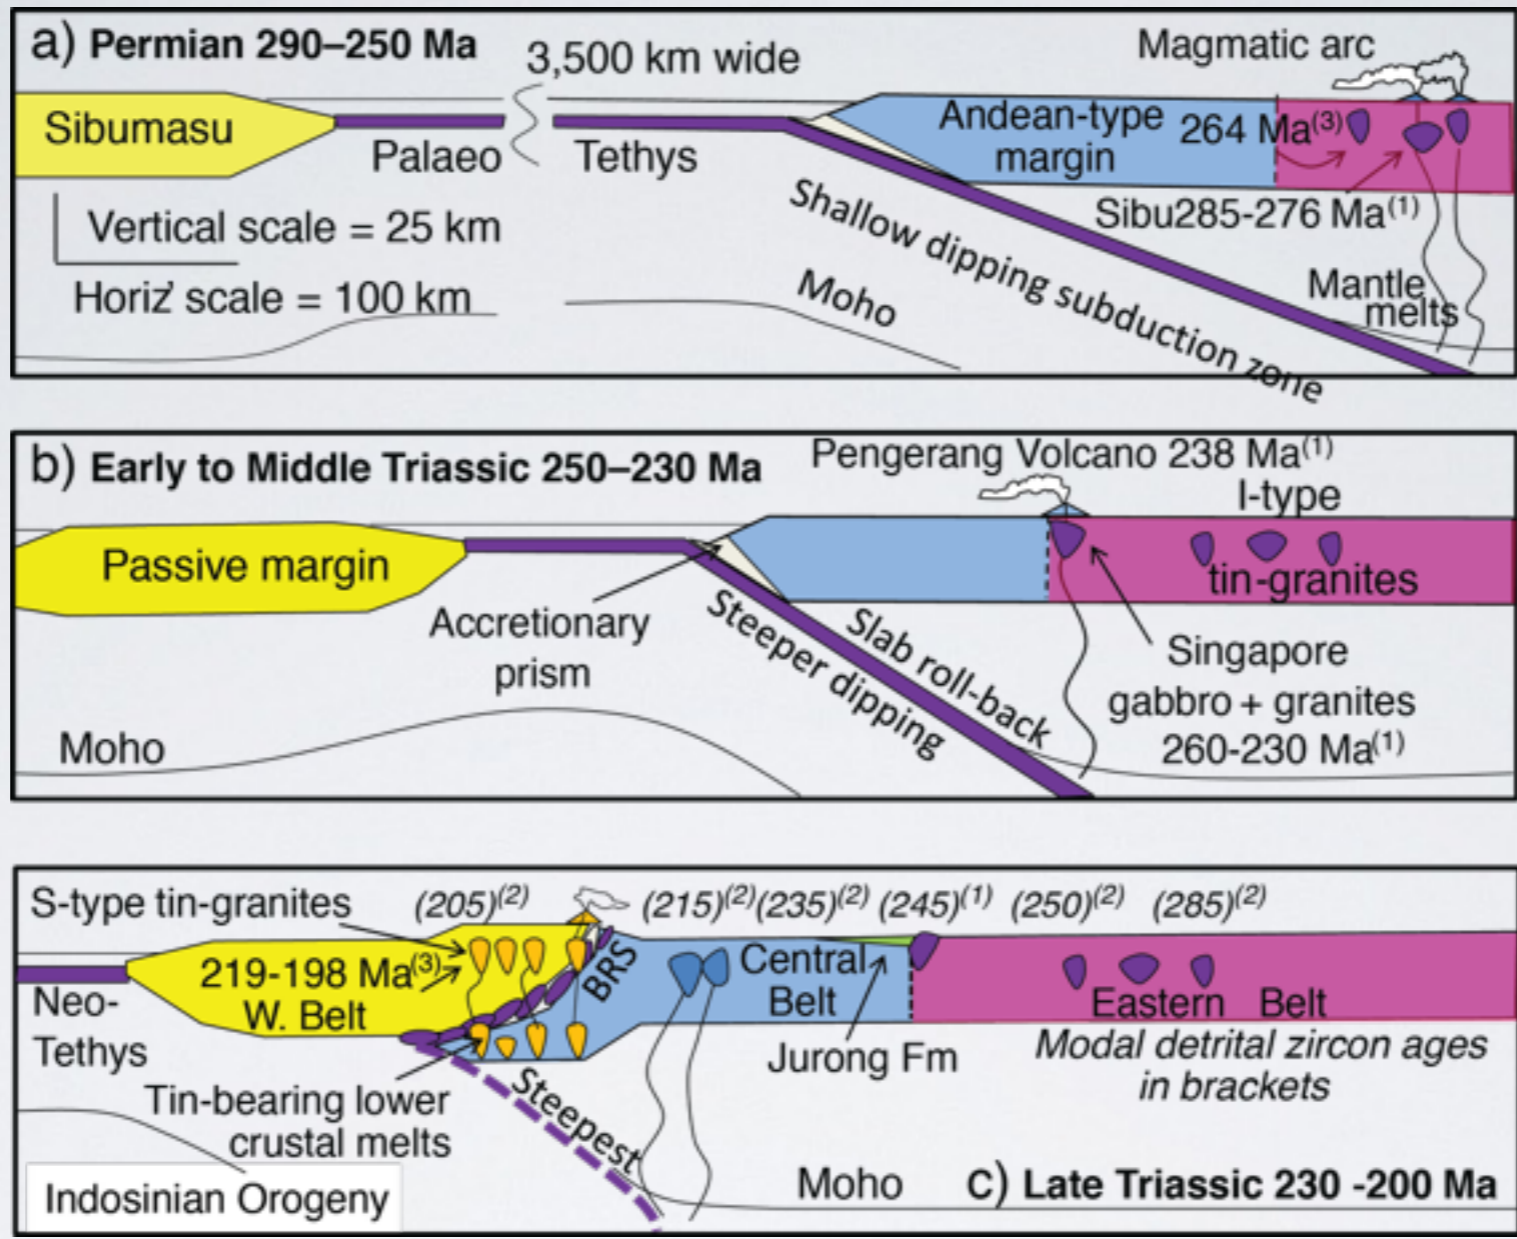 a) Permian 290–250 Ma
3,500 km wide
Magmatic arc
Sibumasu
Palaeo
Tethys
Andean-type
margin
264 Ma(3)
Sibu285-276 Ma(1)
Vertical scale = 25 km
Horiz' scale = 100 km
Moho
Shallow dipping subduction zone
Mantle
melts
b) Early to Middle Triassic 250–230 Ma
Pengerang Volcano 238 Ma(1)
I-type
Passive margin
tin-granites
Accretionary
prism
Steeper dipping
Slab roll-back
Singapore
gabbro + granites
260-230 Ma(1)
Moho
S-type tin-granites
(205)(2)
(215)(2)
(235)(2)
(245)(1)
(250)(2)
(285)(2)
219-198 Ma(3)
W. Belt
BRS
Central
Belt
Eastern Belt
Neo-
Tethys
Jurong Fm
Modal detrital zircon ages
in brackets
Tin-bearing lower
crustal melts
Steepest
Indosinian Orogeny
Moho
c) Late Triassic 230 -200 Ma